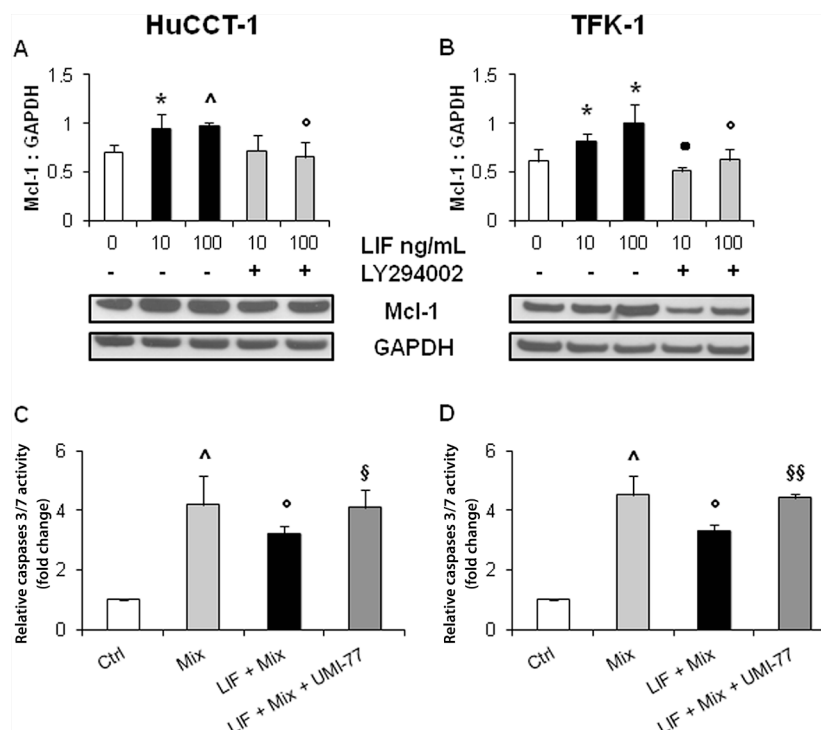 HuCCT-1
TFK-1
A
Mcl-1 : GAPDH
1.5
1
0.5
0
*
^
°
0 10 100 10 100
- - - + +
B
Mcl-1 : GAPDH
1.5
1
0.5
0
*
*
●
°
0 10 100 10 100
- - - + +
LIF ng/mL
LY294002
Mcl-1
GAPDH
C
Relative caspases 3/7 activity
(fold change)
6
4
2
0
^
°
§
Ctrl
Mix
LIF + Mix
LIF + Mix + UMI-77
D
Relative caspases 3/7 activity
(fold change)
6
4
2
0
^
°
§§
Ctrl
Mix
LIF + Mix
LIF + Mix + UMI-77